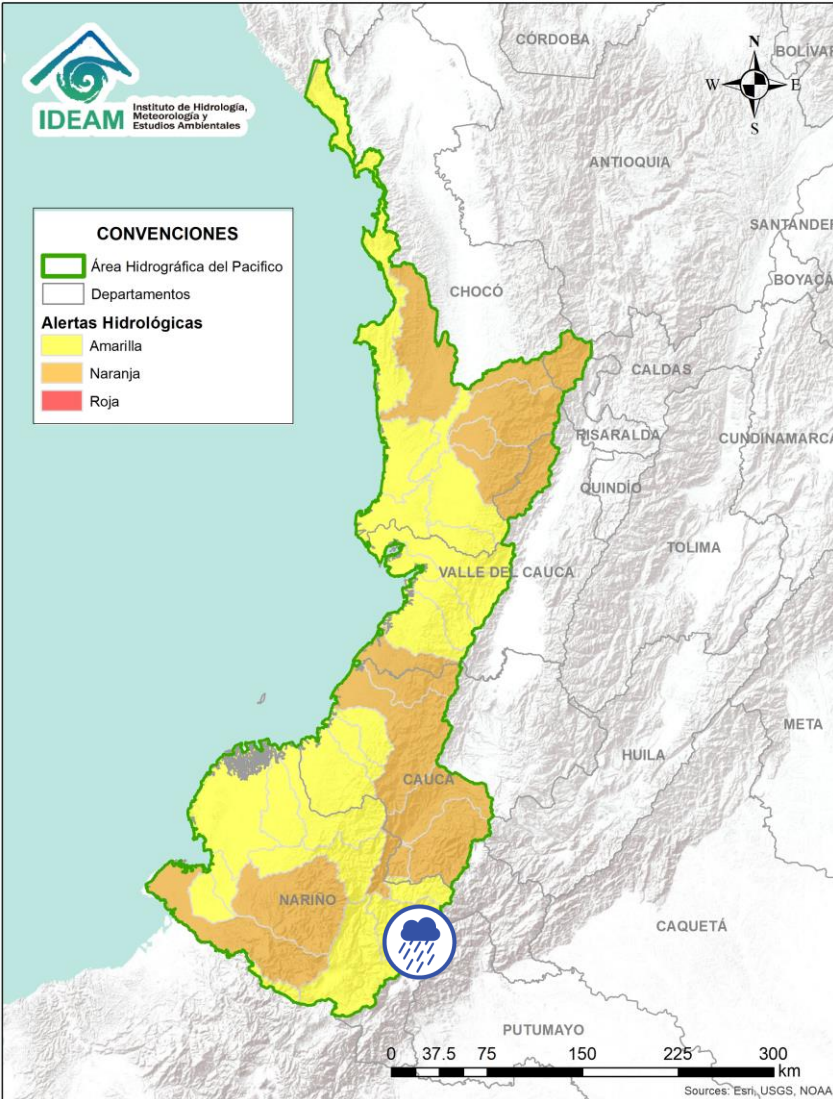 IDEAM
Instituto de Hidrología,
Meteorología y
Estudios Ambientales
N
W
E
S
CONVENCIONES
Área Hidrográfica del Pacifico
Departamentos
Alertas Hidrológicas
Amarilla
Naranja
Roja
CÓRDOBA
BOLÍVAR
ANTIOQUIA
SANTANDER
BOYACÁ
CHOCÓ
CALDAS
RISARALDA
CUNDINAMARCA
QUINDÍO
TOLIMA
VALLE DEL CAUCA
META
HUILA
CAUCA
NARIÑO
CAQUETÁ
PUTUMAYO
0 37.5 75 150 225 300
km
Sources: Esri, USGS, NOAA